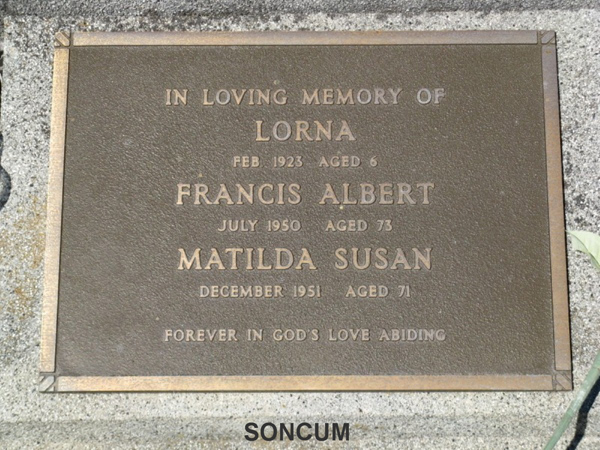 IN LOVING MEMORY OF
LORNA
FEB 1923 AGED 6
FRANCIS ALBERT
JULY 1950 AGED 73
MATILDA SUSAN
DECEMBER 1951 AGED 71
FOREVER IN GOD'S LOVE ABIDING
SONCUM